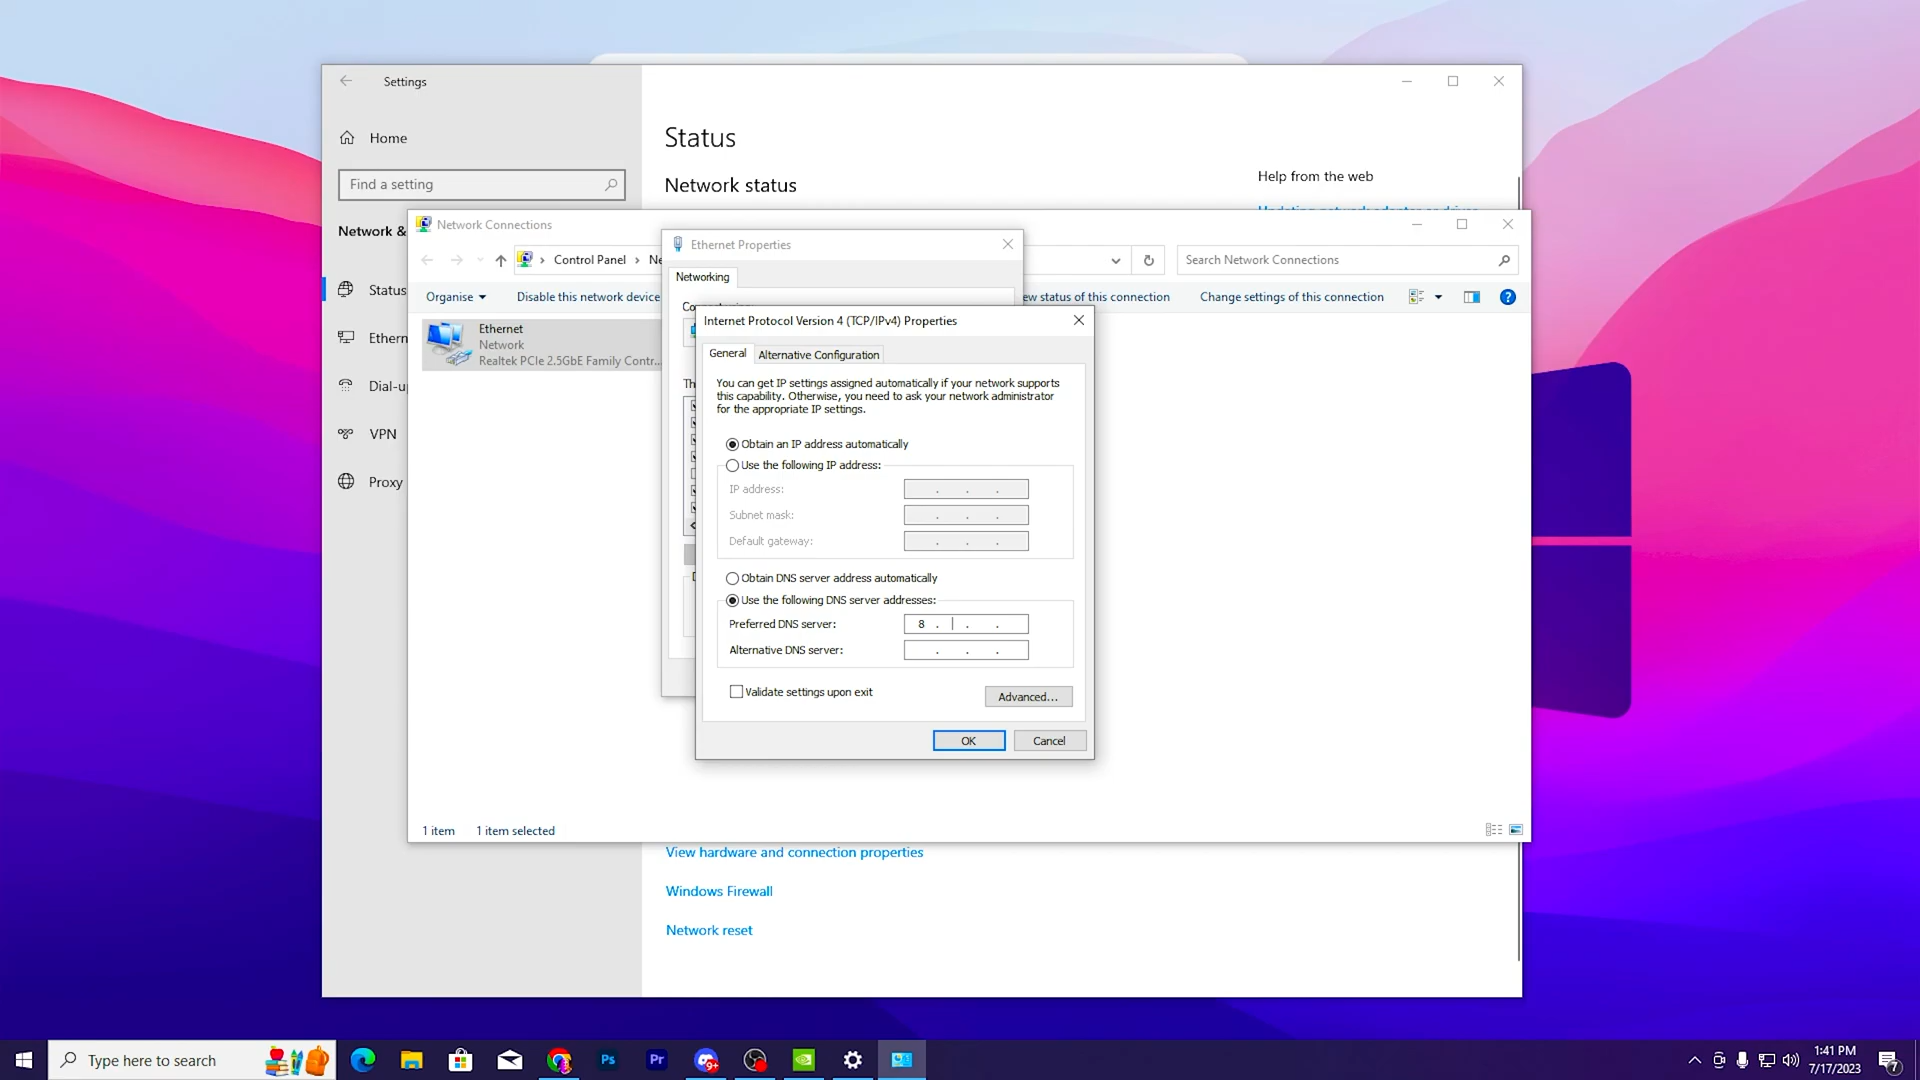 Settings
Home
Find a setting
Network &
Status
Ethern
Dial-u
VPN
Proxy
Status
Network status
Help from the web
Network Connections
Control Panel
Ne
Search Network Connections
Organise
Disable this network device
ew status of this connection
Change settings of this connection
Ethernet
Network
Realtek PCIe 2.5GbE Family Contr...
Ethernet Properties
Networking
Co
Th
Internet Protocol Version 4 (TCP/IPv4) Properties
General
Alternative Configuration
You can get IP settings assigned automatically if your network supports
this capability. Otherwise, you need to ask your network administrator
for the appropriate IP settings.
Obtain an IP address automatically
Use the following IP address:
IP address: . . .
Subnet mask: . . .
Default gateway: . . .
Obtain DNS server address automatically
Use the following DNS server addresses:
Preferred DNS server: 8 . . .
Alternative DNS server: . . .
Validate settings upon exit
Advanced...
OK
Cancel
1 item
1 item selected
View hardware and connection properties
Windows Firewall
Network reset
Type here to search
Ps
Pr
9+
1:41 PM
7/17/2023
7